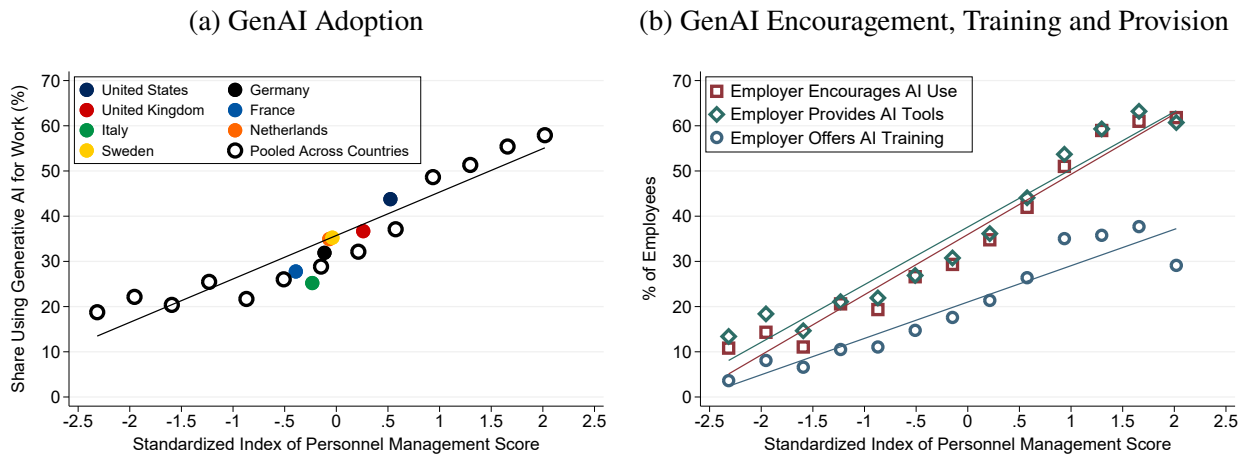 (a) GenAI Adoption
Share Using Generative AI for Work (%)
70
60
50
40
30
20
10
0
United States
United Kingdom
Italy
Sweden
Germany
France
Netherlands
Pooled Across Countries
-2.5 -2 -1.5 -1 -.5 0 .5 1 1.5 2 2.5
Standardized Index of Personnel Management Score
(b) GenAI Encouragement, Training and Provision
% of Employees
70
60
50
40
30
20
10
0
Employer Encourages AI Use
Employer Provides AI Tools
Employer Offers AI Training
-2.5 -2 -1.5 -1 -.5 0 .5 1 1.5 2 2.5
Standardized Index of Personnel Management Score